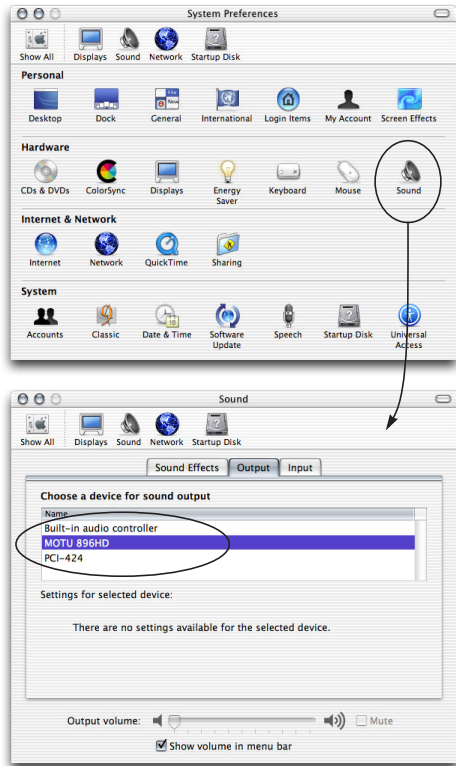 System Preferences
Show All Displays Sound Network Startup Disk
Personal
File
New
Desktop Dock General International Login Items My Account Screen Effects
Hardware
CDs & DVDs ColorSync Displays Energy Saver Keyboard Mouse Sound
Internet & Network
Internet Network QuickTime Sharing
System
18
Accounts Classic Date & Time Software Update Speech Startup Disk Universal Access
Sound
Show All Displays Sound Network Startup Disk
Sound Effects Output Input
Choose a device for sound output
Name
Built-in audio controller
MOTU 896HD
PCI-424
Settings for selected device:
There are no settings available for the selected device.
Output volume: Mute
Show volume in menu bar